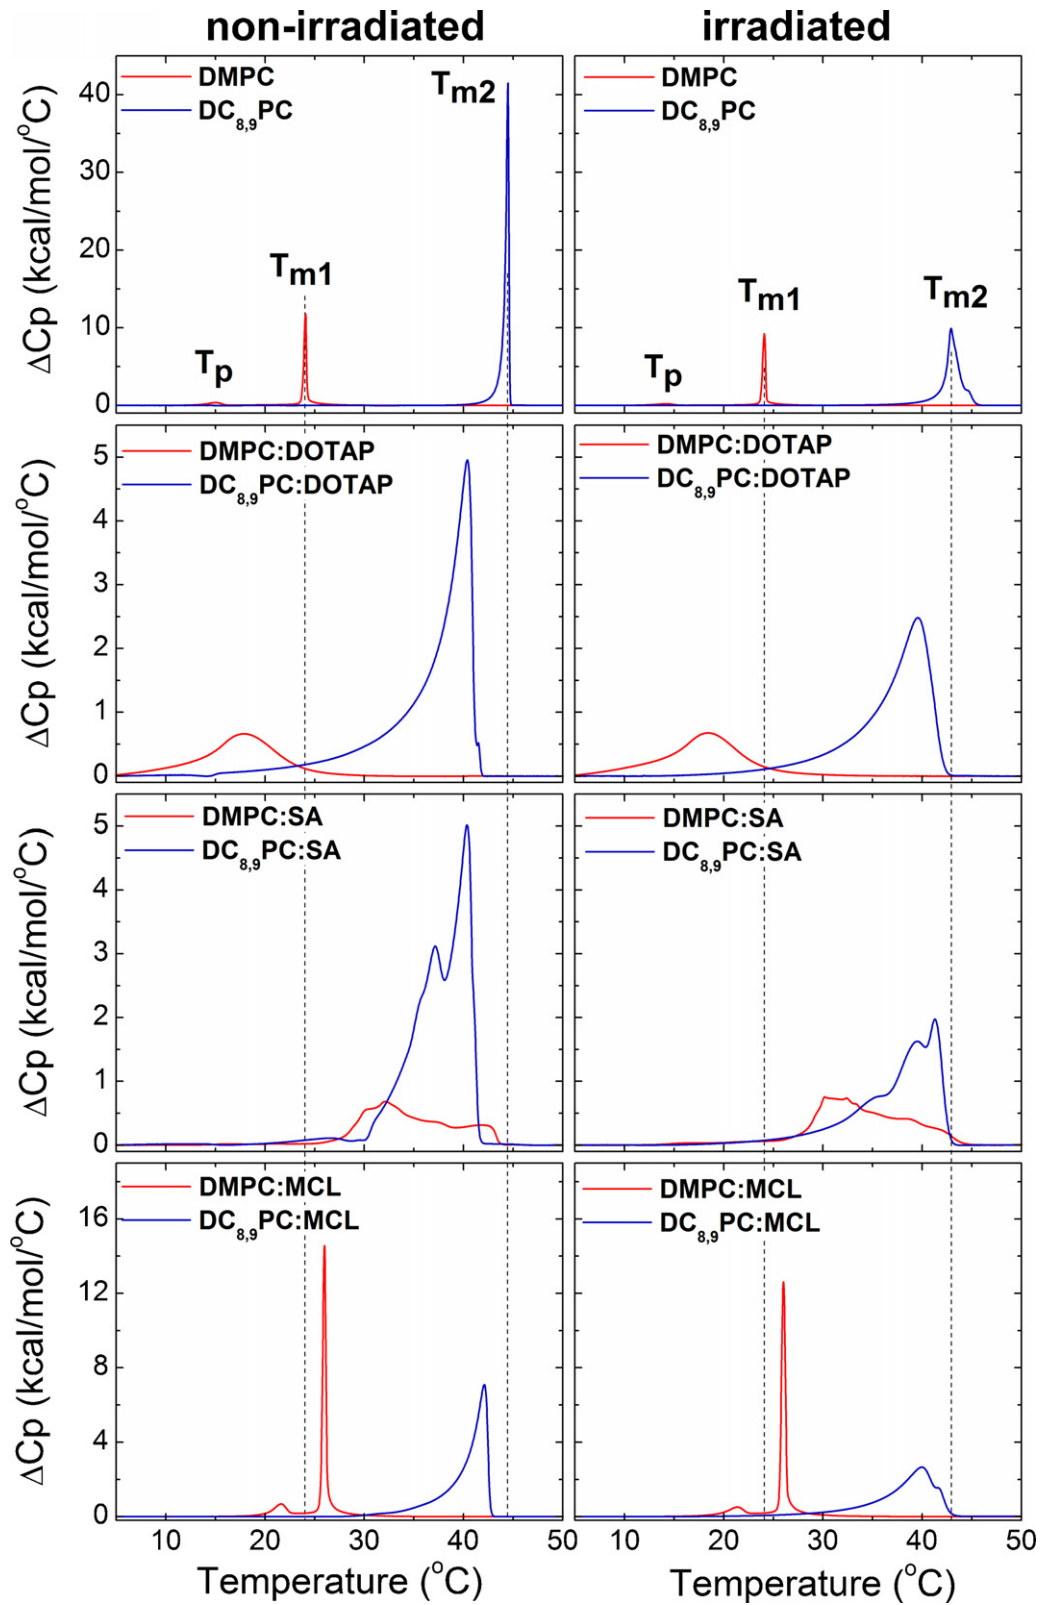 non-irradiated irradiated
DMPC
DC8,9PC
Tp
Tm1
Tm2
DMPC
DC8,9PC
Tp
Tm1
Tm2
ΔCp (kcal/mol/°C)
40
30
20
10
0
DMPC:DOTAP
DC8,9PC:DOTAP
DMPC:DOTAP
DC8,9PC:DOTAP
ΔCp (kcal/mol/°C)
5
4
3
2
1
0
DMPC:SA
DC8,9PC:SA
DMPC:SA
DC8,9PC:SA
ΔCp (kcal/mol/°C)
5
4
3
2
1
0
DMPC:MCL
DC8,9PC:MCL
DMPC:MCL
DC8,9PC:MCL
ΔCp (kcal/mol/°C)
16
12
8
4
0
10 20 30 40 10 20 30 40 50
Temperature (°C) Temperature (°C)